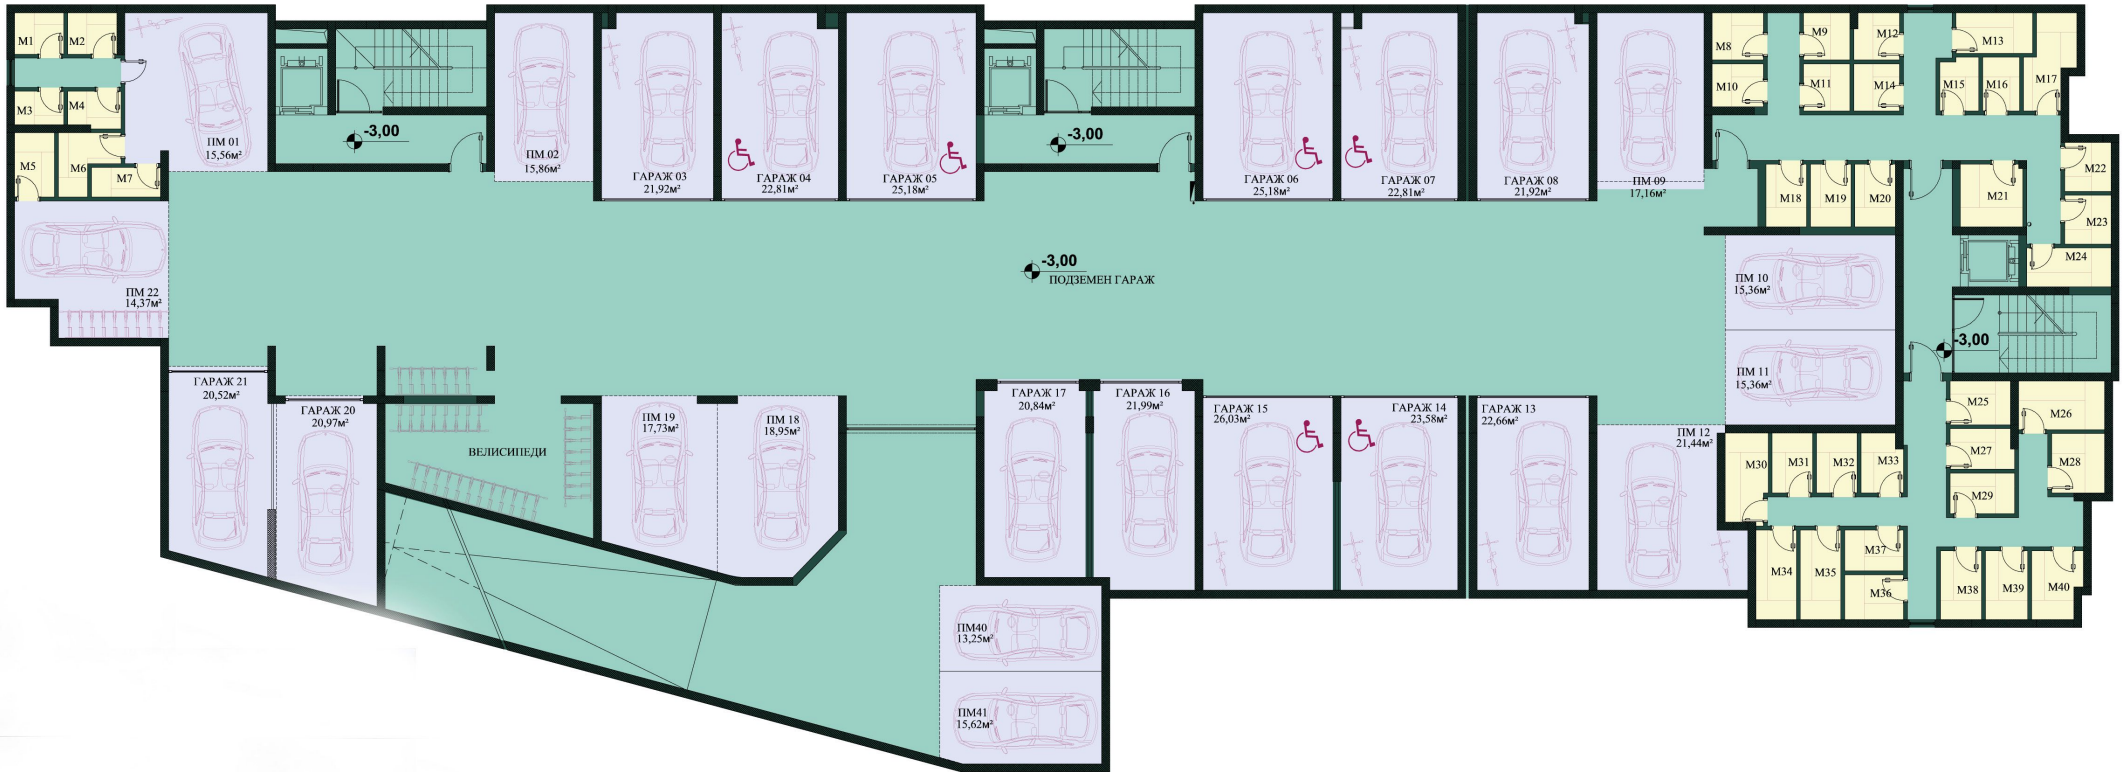 M1
M2
M3
M4
M5
M6
M7
ПМ 01
15,56м²
-3,00
ПМ 02
15,86м²
ГАРАЖ 03
21,92м²
ГАРАЖ 04
22,81м²
ГАРАЖ 05
25,18м²
-3,00
ГАРАЖ 06
25,18м²
ГАРАЖ 07
22,81м²
ГАРАЖ 08
21,92м²
ПМ 09
17,16м²
M8
M9
M10
M11
M12
M13
M14
M15
M16
M17
M18
M19
M20
M21
M22
M23
M24
-3,00
ПОДЗЕМЕН ГАРАЖ
ПМ 10
15,36м²
ПМ 11
15,36м²
-3,00
ПМ 22
14,37м²
ГАРАЖ 21
20,52м²
ГАРАЖ 20
20,97м²
ВЕЛИСИПЕДИ
ПМ 19
17,73м²
ПМ 18
18,95м²
ГАРАЖ 17
20,84м²
ГАРАЖ 16
21,99м²
ГАРАЖ 15
26,03м²
ГАРАЖ 14
23,58м²
ГАРАЖ 13
22,66м²
ПМ 12
21,44м²
M25
M26
M27
M28
M29
M30
M31
M32
M33
M34
M35
M36
M37
M38
M39
M40
ПМ40
13,25м²
ПМ41
15,62м²